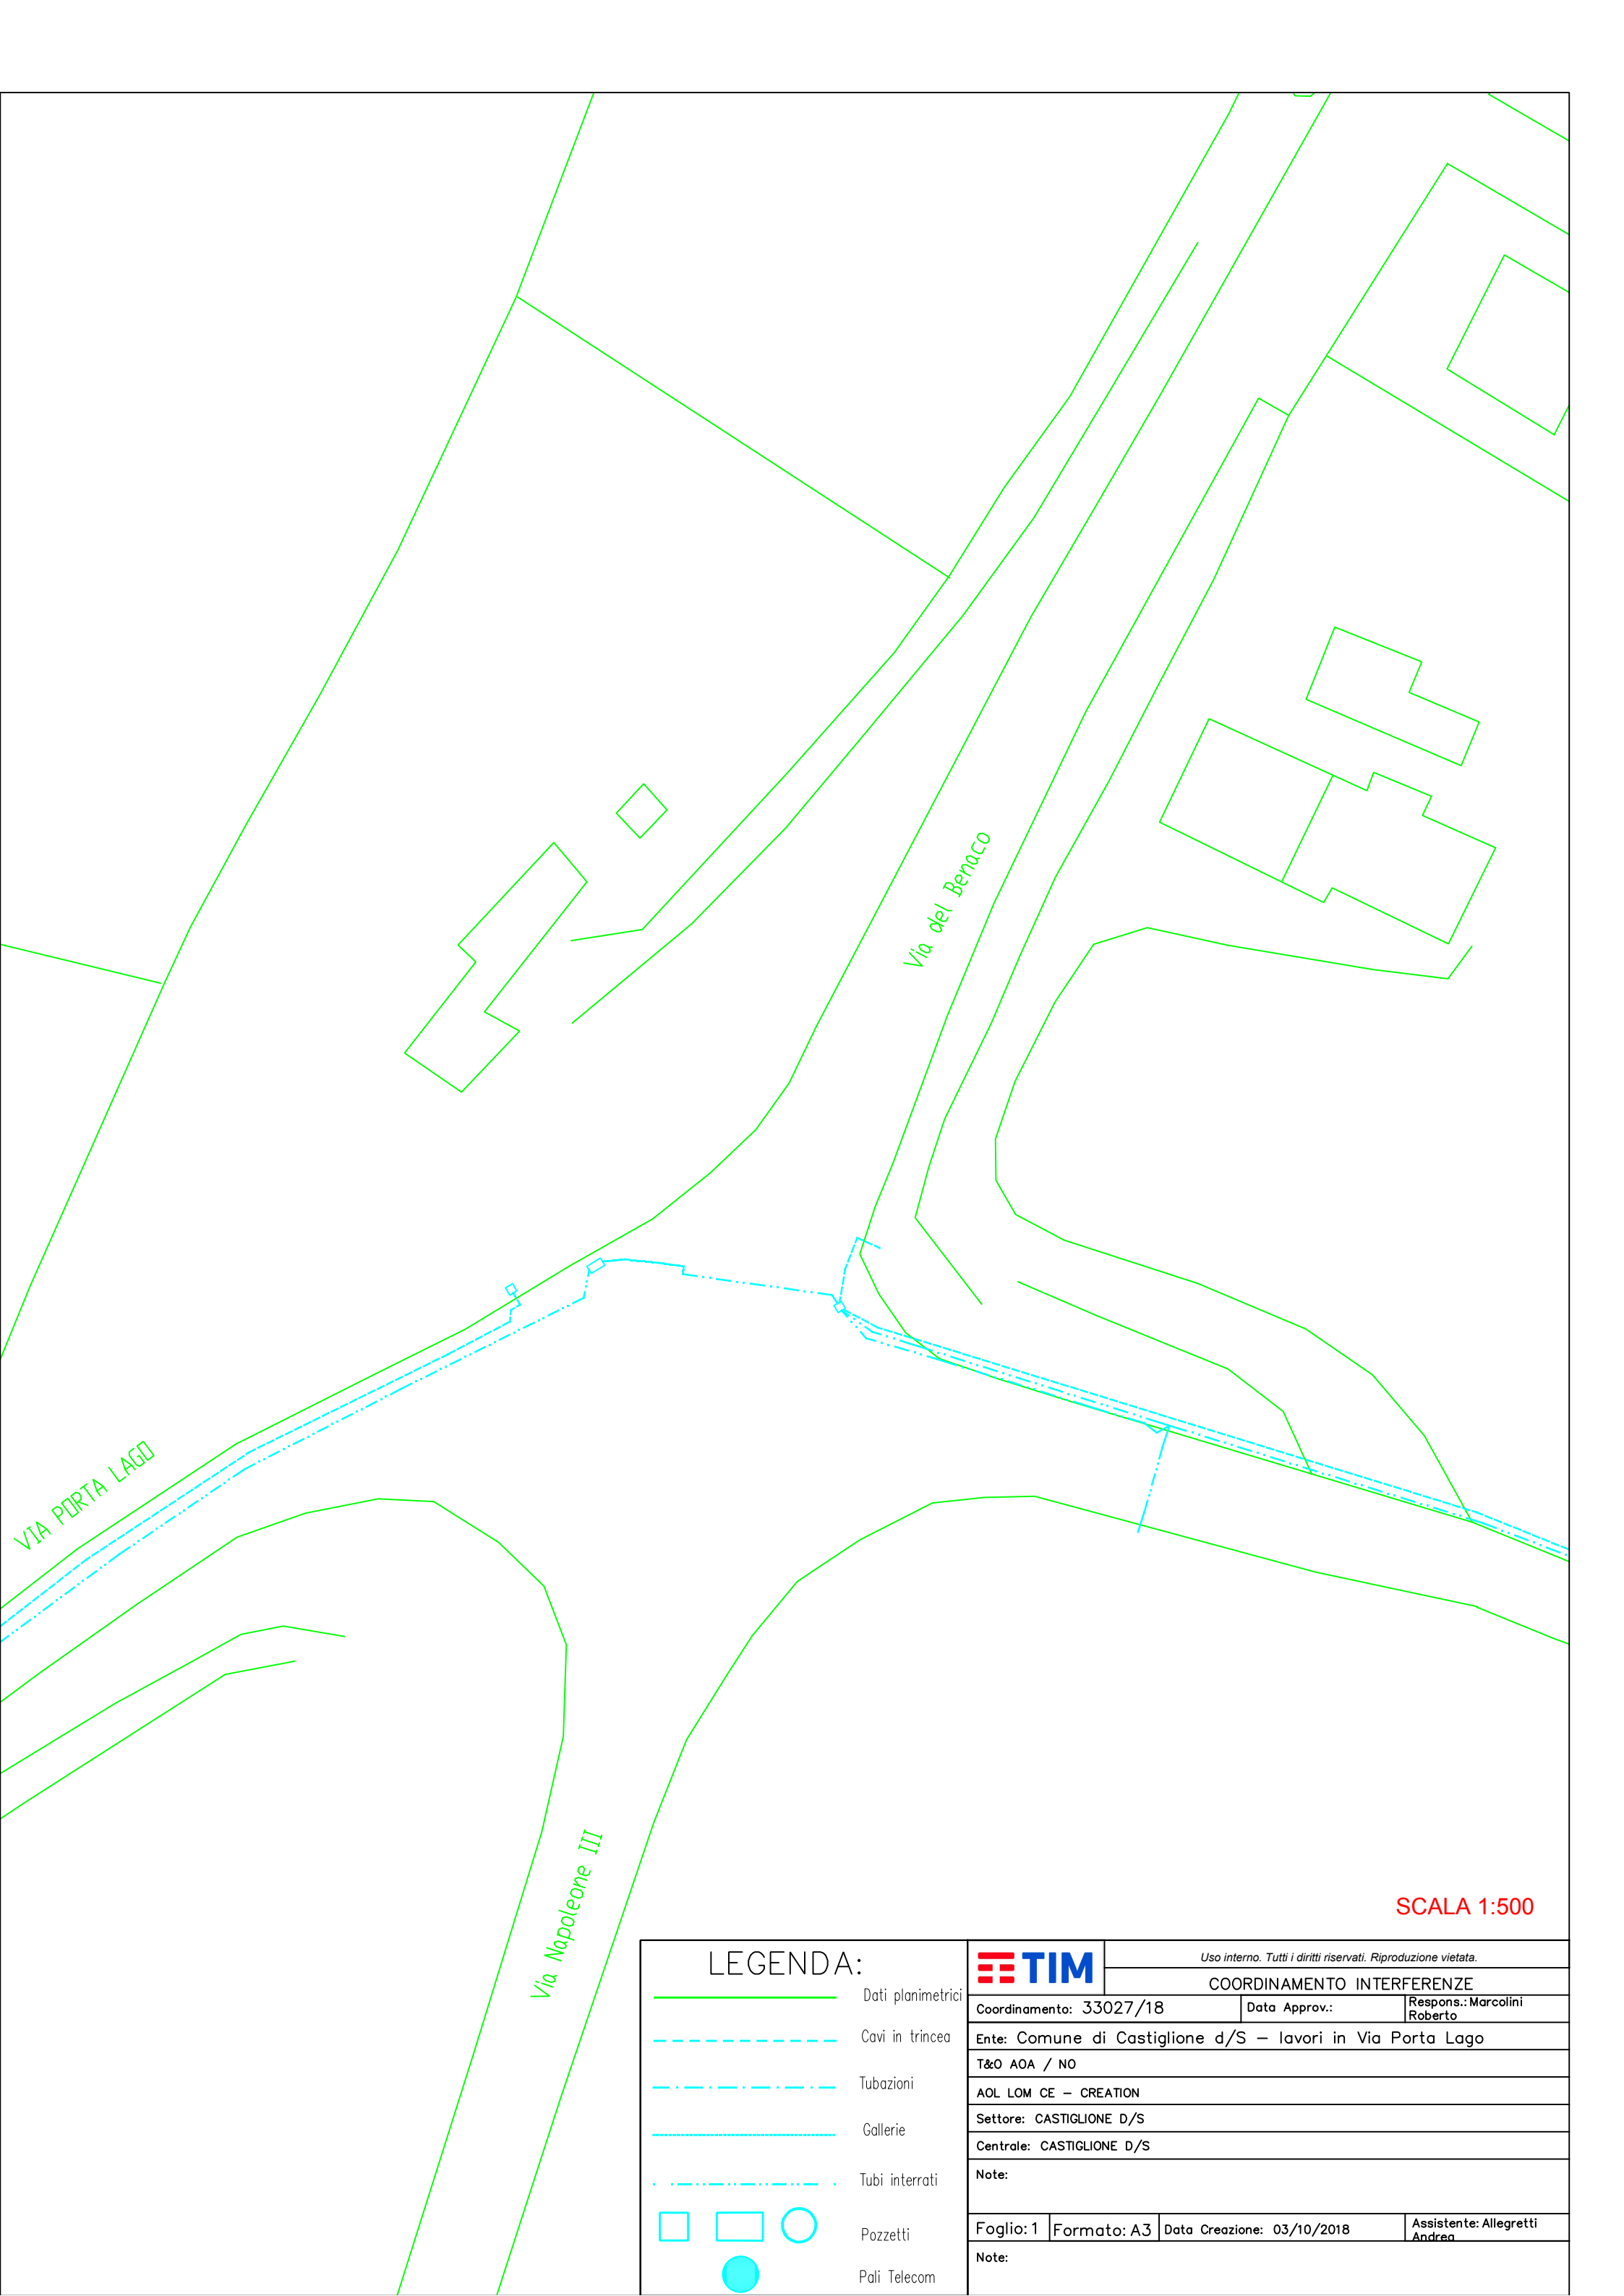 Via del Benaco
VIA PORTA LAGO
Via Napoleone III
SCALA 1:500
LEGENDA:
Dati planimetrici
Cavi in trincea
Tubazioni
Gallerie
Tubi interrati
Pozzetti
Pali Telecom
TIM
Uso interno. Tutti i diritti riservati. Riproduzione vietata.
COORDINAMENTO INTERFERENZE
Coordinamento: 33027/18
Data Approv.:
Respons.: Marcolini
Roberto
Ente: Comune di Castiglione d/S – lavori in Via Porta Lago
T&O AOA / NO
AOL LOM CE – CREATION
Settore: CASTIGLIONE D/S
Centrale: CASTIGLIONE D/S
Note:
Foglio: 1
Formato: A3
Data Creazione: 03/10/2018
Assistente: Allegretti
Andrea
Note: